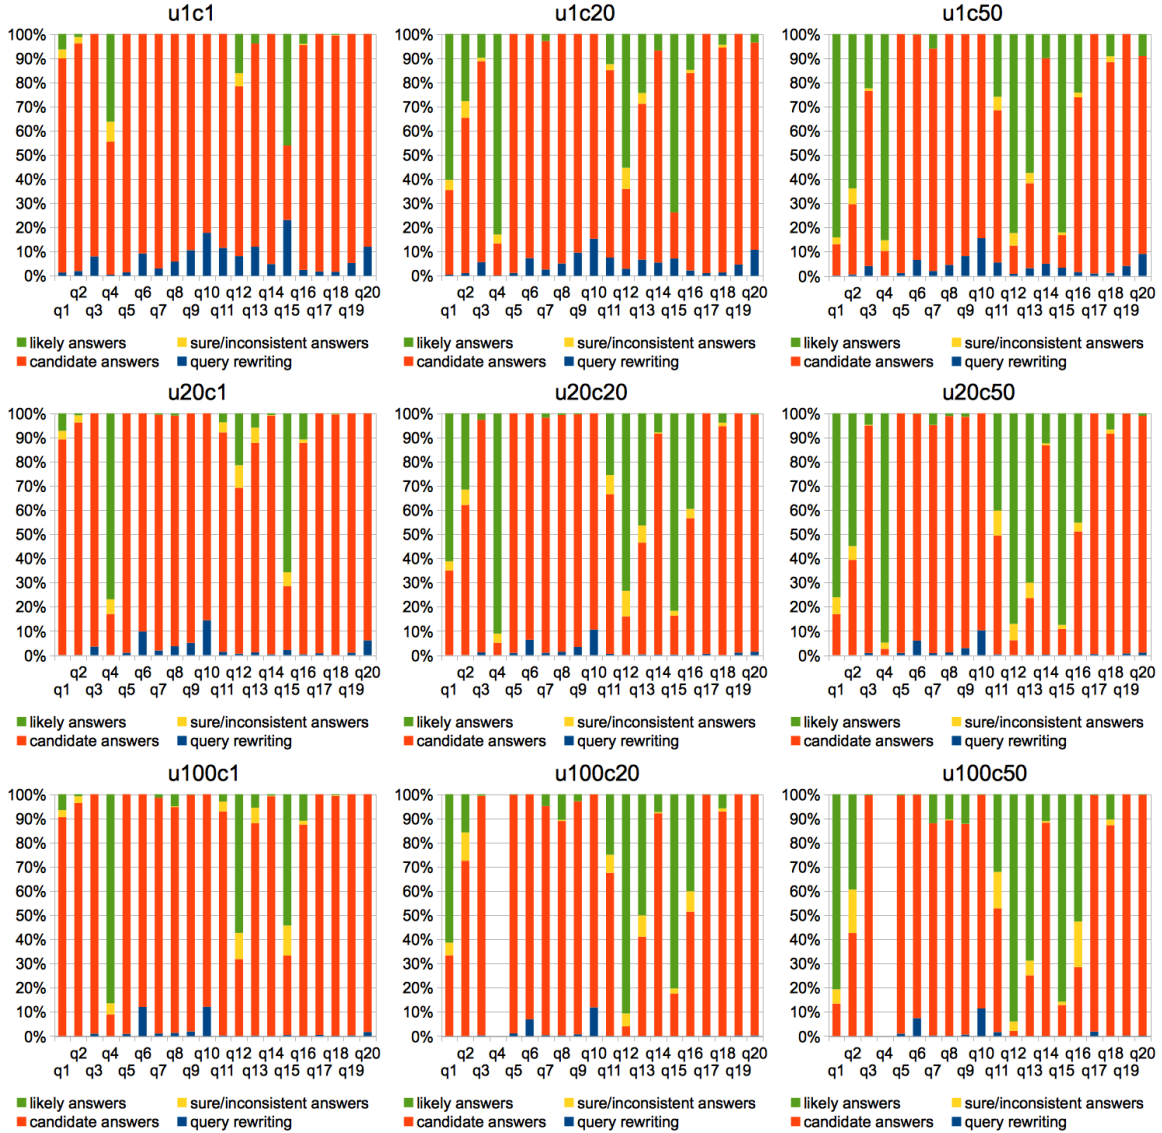 u1c1
100%
90%
80%
70%
60%
50%
40%
30%
20%
10%
0%
q2 q4 q6 q8 q10 q12 q14 q16 q18 q20
q1 q3 q5 q7 q9 q11 q13 q15 q17 q19
likely answers sure/inconsistent answers
candidate answers query rewriting
u1c20
100%
90%
80%
70%
60%
50%
40%
30%
20%
10%
0%
q2 q4 q6 q8 q10 q12 q14 q16 q18 q20
q1 q3 q5 q7 q9 q11 q13 q15 q17 q19
likely answers sure/inconsistent answers
candidate answers query rewriting
u1c50
100%
90%
80%
70%
60%
50%
40%
30%
20%
10%
0%
q2 q4 q6 q8 q10 q12 q14 q16 q18 q20
q1 q3 q5 q7 q9 q11 q13 q15 q17 q19
likely answers sure/inconsistent answers
candidate answers query rewriting
u20c1
100%
90%
80%
70%
60%
50%
40%
30%
20%
10%
0%
q2 q4 q6 q8 q10 q12 q14 q16 q18 q20
q1 q3 q5 q7 q9 q11 q13 q15 q17 q19
likely answers sure/inconsistent answers
candidate answers query rewriting
u20c20
100%
90%
80%
70%
60%
50%
40%
30%
20%
10%
0%
q2 q4 q6 q8 q10 q12 q14 q16 q18 q20
q1 q3 q5 q7 q9 q11 q13 q15 q17 q19
likely answers sure/inconsistent answers
candidate answers query rewriting
u20c50
100%
90%
80%
70%
60%
50%
40%
30%
20%
10%
0%
q2 q4 q6 q8 q10 q12 q14 q16 q18 q20
q1 q3 q5 q7 q9 q11 q13 q15 q17 q19
likely answers sure/inconsistent answers
candidate answers query rewriting
u100c1
100%
90%
80%
70%
60%
50%
40%
30%
20%
10%
0%
q2 q4 q6 q8 q10 q12 q14 q16 q18 q20
q1 q3 q5 q7 q9 q11 q13 q15 q17 q19
likely answers sure/inconsistent answers
candidate answers query rewriting
u100c20
100%
90%
80%
70%
60%
50%
40%
30%
20%
10%
0%
q2 q4 q6 q8 q10 q12 q14 q16 q18 q20
q1 q3 q5 q7 q9 q11 q13 q15 q17 q19
likely answers sure/inconsistent answers
candidate answers query rewriting
u100c50
100%
90%
80%
70%
60%
50%
40%
30%
20%
10%
0%
q2 q4 q6 q8 q10 q12 q14 q16 q18 q20
q1 q3 q5 q7 q9 q11 q13 q15 q17 q19
likely answers sure/inconsistent answers
candidate answers query rewriting